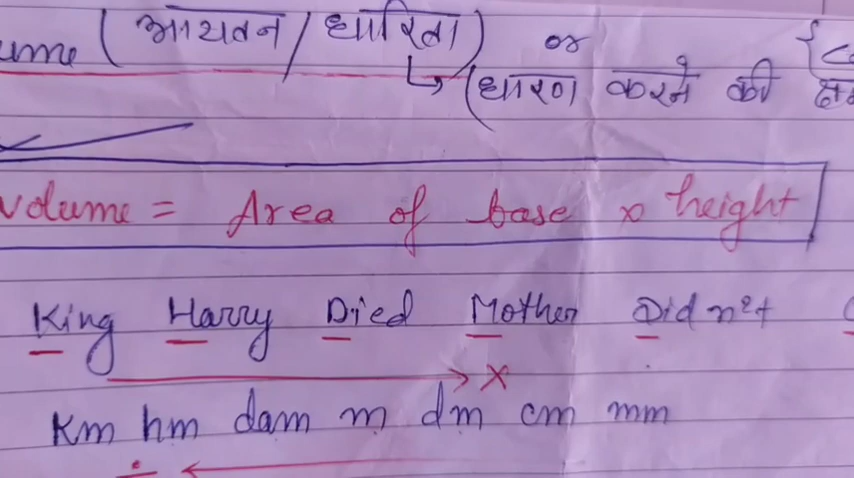 (आयतन/धारिता) or
(धारण करने की
volume = Area of base x height
King Harry Died Mother Didn't
x
Km hm dam m dm cm mm
÷